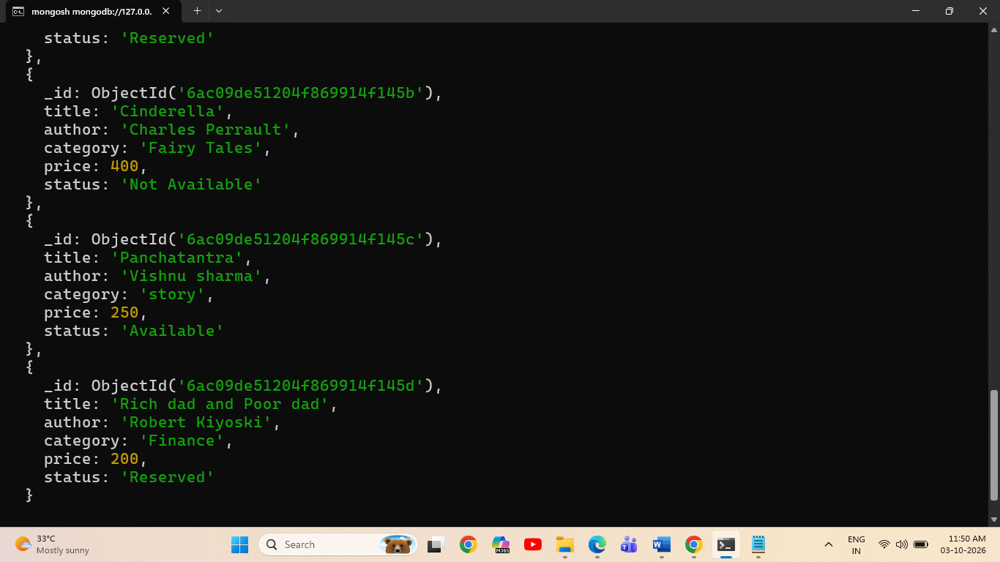 mongosh mongodb://127.0.0.
status: 'Reserved'
},
{
_id: ObjectId('6ac09de51204f869914f145b'),
title: 'Cinderella',
author: 'Charles Perrault',
category: 'Fairy Tales',
price: 400,
status: 'Not Available'
},
{
_id: ObjectId('6ac09de51204f869914f145c'),
title: 'Panchatantra',
author: 'Vishnu sharma',
category: 'story',
price: 250,
status: 'Available'
},
{
_id: ObjectId('6ac09de51204f869914f145d'),
title: 'Rich dad and Poor dad',
author: 'Robert Kiyoski',
category: 'Finance',
price: 200,
status: 'Reserved'
}
33°C
Mostly sunny
Search
M365
ENG
IN
11:50 AM
03-10-2026